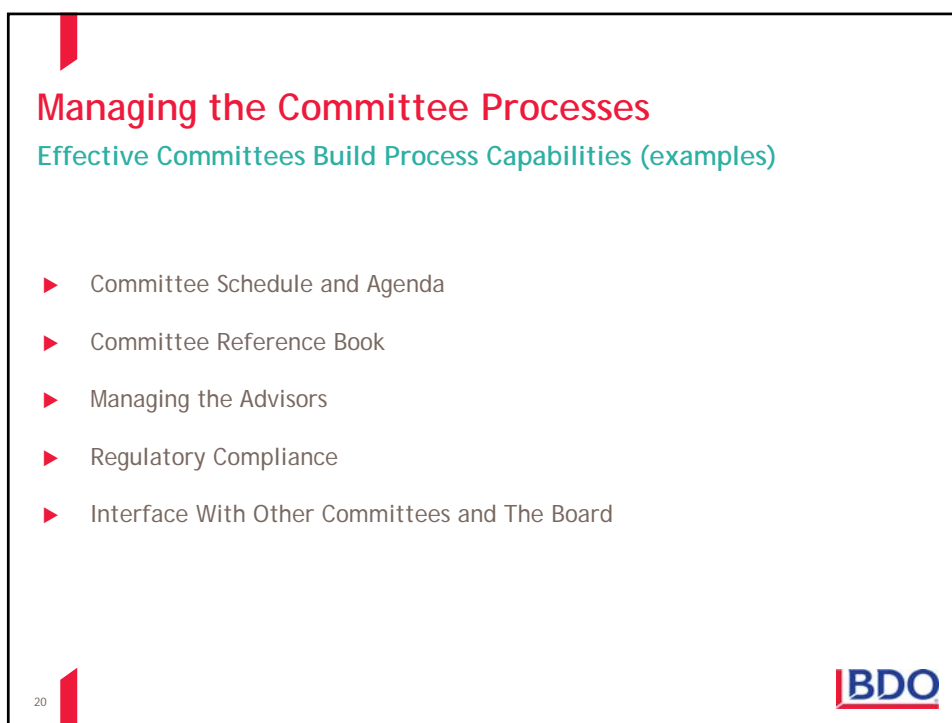 Managing the Committee Processes
Effective Committees Build Process Capabilities (examples)
► Committee Schedule and Agenda
► Committee Reference Book
► Managing the Advisors
► Regulatory Compliance
► Interface With Other Committees and The Board
20
BDO